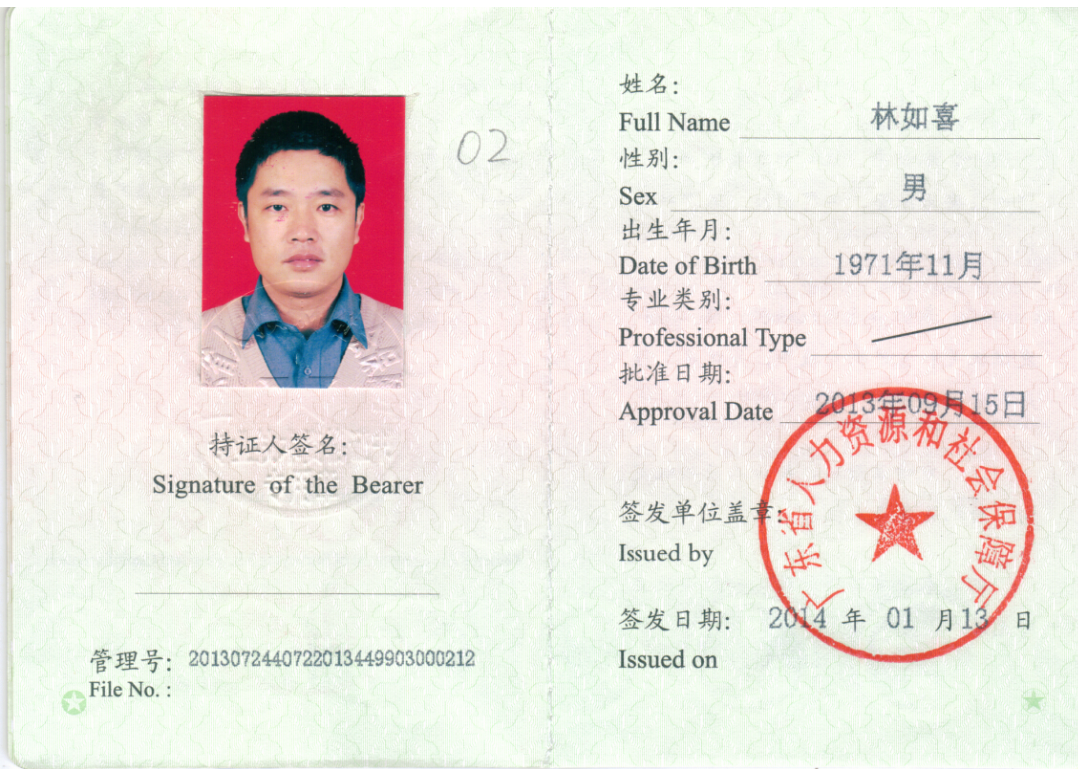 02
持证人签名:
Signature of the Bearer
管理号: 2013072440722013449903000212
File No. :
姓名:
Full Name 林如喜
性别:
Sex 男
出生年月:
Date of Birth 1971年11月
专业类别:
Professional Type
批准日期:
Approval Date 2013年09月15日
签发单位盖章:
Issued by
广东省人力资源和社会保障厅
签发日期: 2014 年 01 月 13 日
Issued on